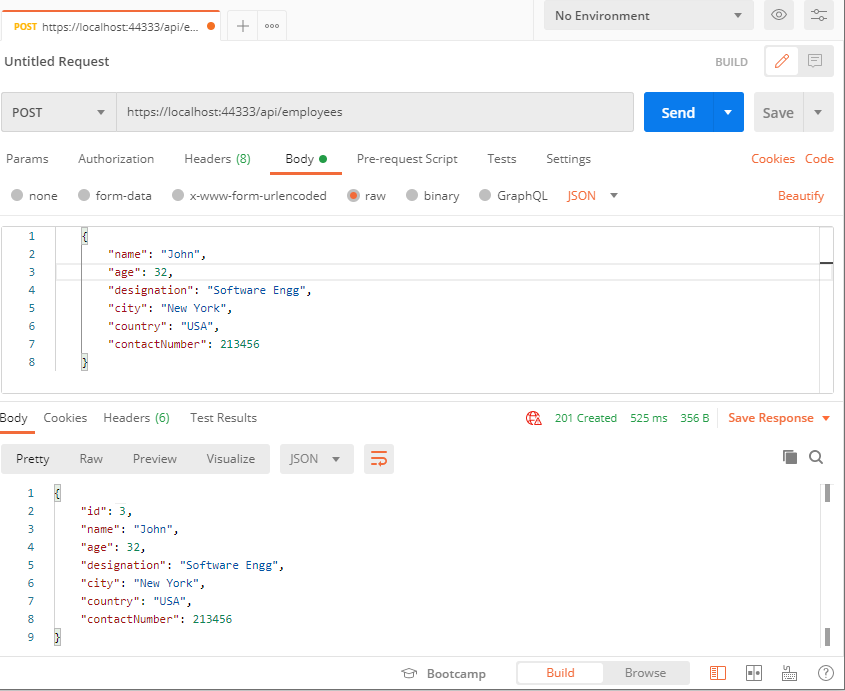 POST https://localhost:44333/api/e...
No Environment
Untitled Request
BUILD
POST https://localhost:44333/api/employees
Send Save
Params Authorization Headers (8) Body Pre-request Script Tests Settings Cookies Code
none form-data x-www-form-urlencoded raw binary GraphQL JSON Beautify
1 {
2 "name": "John",
3 "age": 32,
4 "designation": "Software Engg",
5 "city": "New York",
6 "country": "USA",
7 "contactNumber": 213456
8 }
Body Cookies Headers (6) Test Results 201 Created 525 ms 356 B Save Response
Pretty Raw Preview Visualize JSON
1 {
2 "id": 3,
3 "name": "John",
4 "age": 32,
5 "designation": "Software Engg",
6 "city": "New York",
7 "country": "USA",
8 "contactNumber": 213456
9 }
Bootcamp Build Browse ?